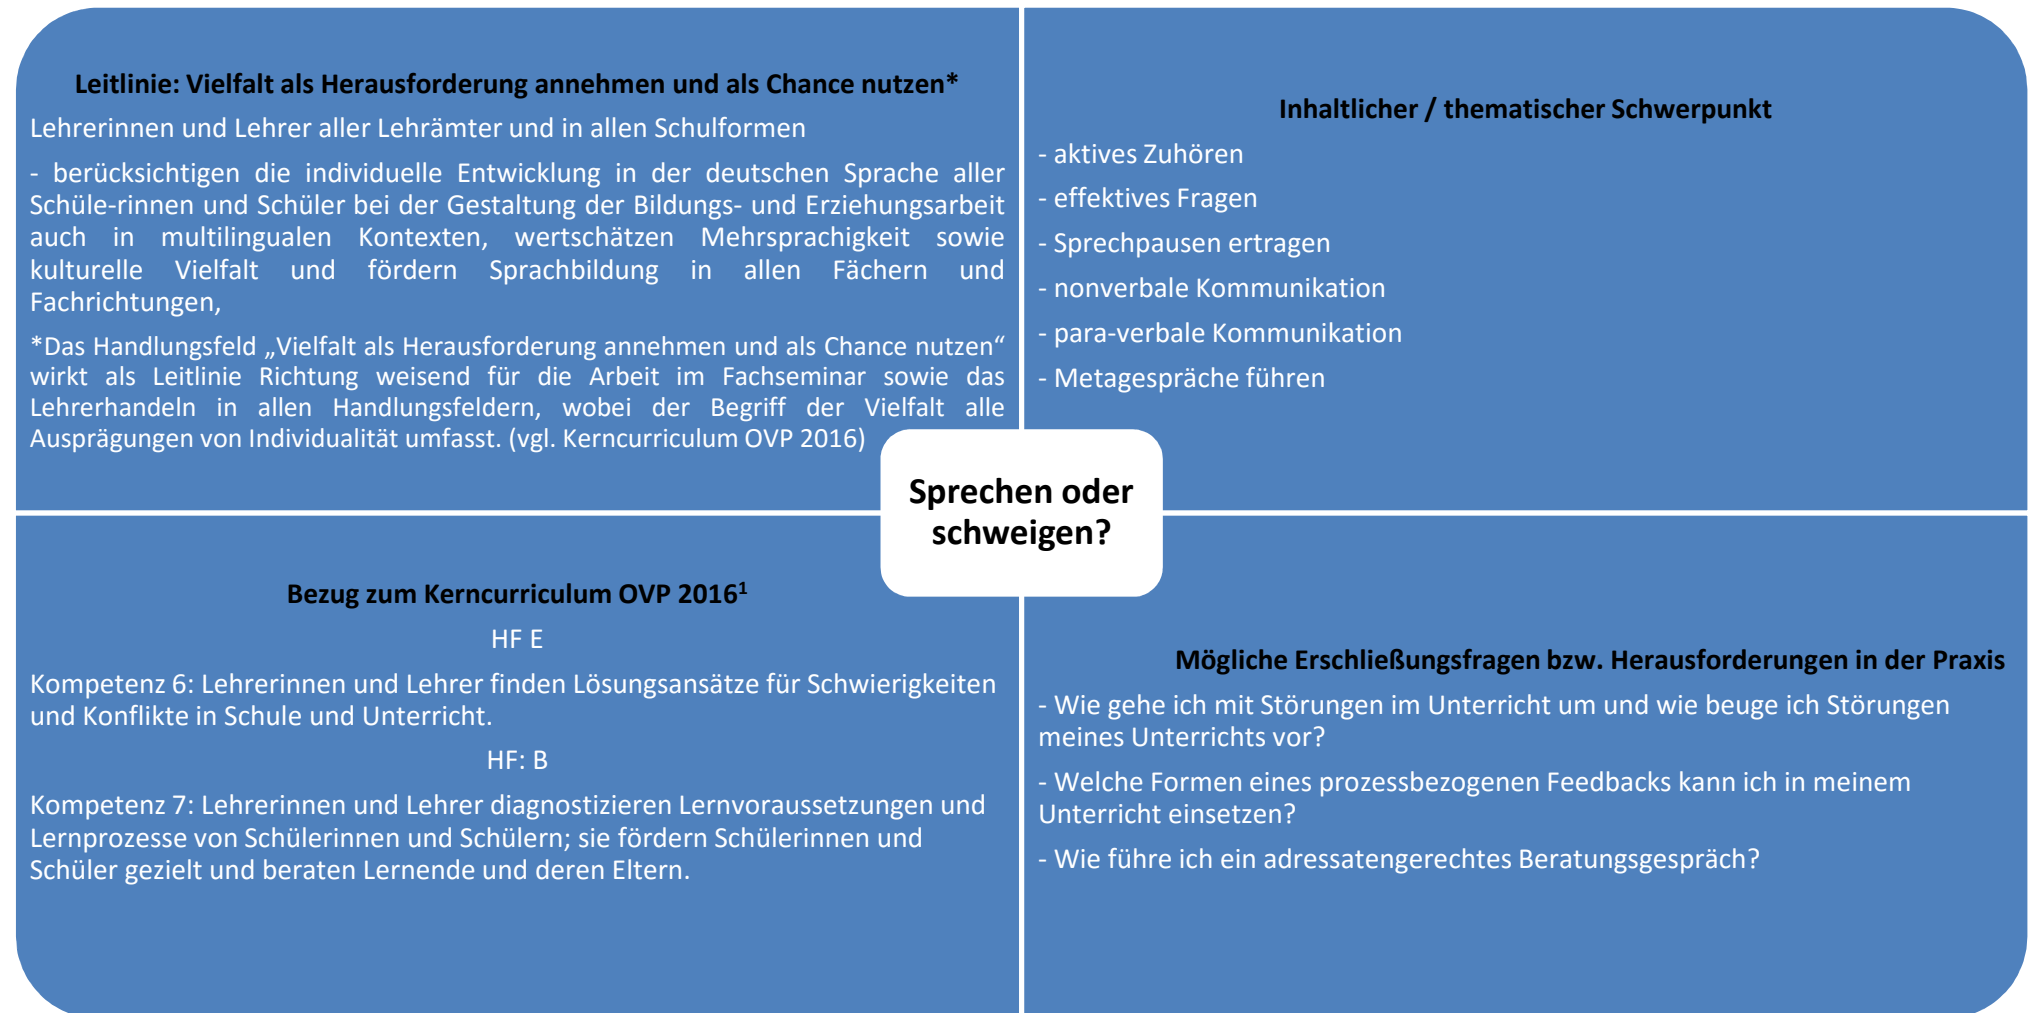 Leitlinie: Vielfalt als Herausforderung annehmen und als Chance nutzen*
Lehrerinnen und Lehrer aller Lehrämter und in allen Schulformen
- berücksichtigen die individuelle Entwicklung in der deutschen Sprache aller
Schüle-rinnen und Schüler bei der Gestaltung der Bildungs- und Erziehungsarbeit
auch in multilingualen Kontexten, wertschätzen Mehrsprachigkeit sowie
kulturelle Vielfalt und fördern Sprachbildung in allen Fächern und
Fachrichtungen,
*Das Handlungsfeld „Vielfalt als Herausforderung annehmen und als Chance nutzen“
wirkt als Leitlinie Richtung weisend für die Arbeit im Fachseminar sowie das
Lehrerhandeln in allen Handlungsfeldern, wobei der Begriff der Vielfalt alle
Ausprägungen von Individualität umfasst. (vgl. Kerncurriculum OVP 2016)
Inhaltlicher / thematischer Schwerpunkt
- aktives Zuhören
- effektives Fragen
- Sprechpausen ertragen
- nonverbale Kommunikation
- para-verbale Kommunikation
- Metagespräche führen
Sprechen oder
schweigen?
Bezug zum Kerncurriculum OVP 2016¹
HF E
Kompetenz 6: Lehrerinnen und Lehrer finden Lösungsansätze für Schwierigkeiten
und Konflikte in Schule und Unterricht.
HF: B
Kompetenz 7: Lehrerinnen und Lehrer diagnostizieren Lernvoraussetzungen und
Lernprozesse von Schülerinnen und Schülern; sie fördern Schülerinnen und
Schüler gezielt und beraten Lernende und deren Eltern.
Mögliche Erschließungsfragen bzw. Herausforderungen in der Praxis
- Wie gehe ich mit Störungen im Unterricht um und wie beuge ich Störungen
meines Unterrichts vor?
- Welche Formen eines prozessbezogenen Feedbacks kann ich in meinem
Unterricht einsetzen?
- Wie führe ich ein adressatengerechtes Beratungsgespräch?